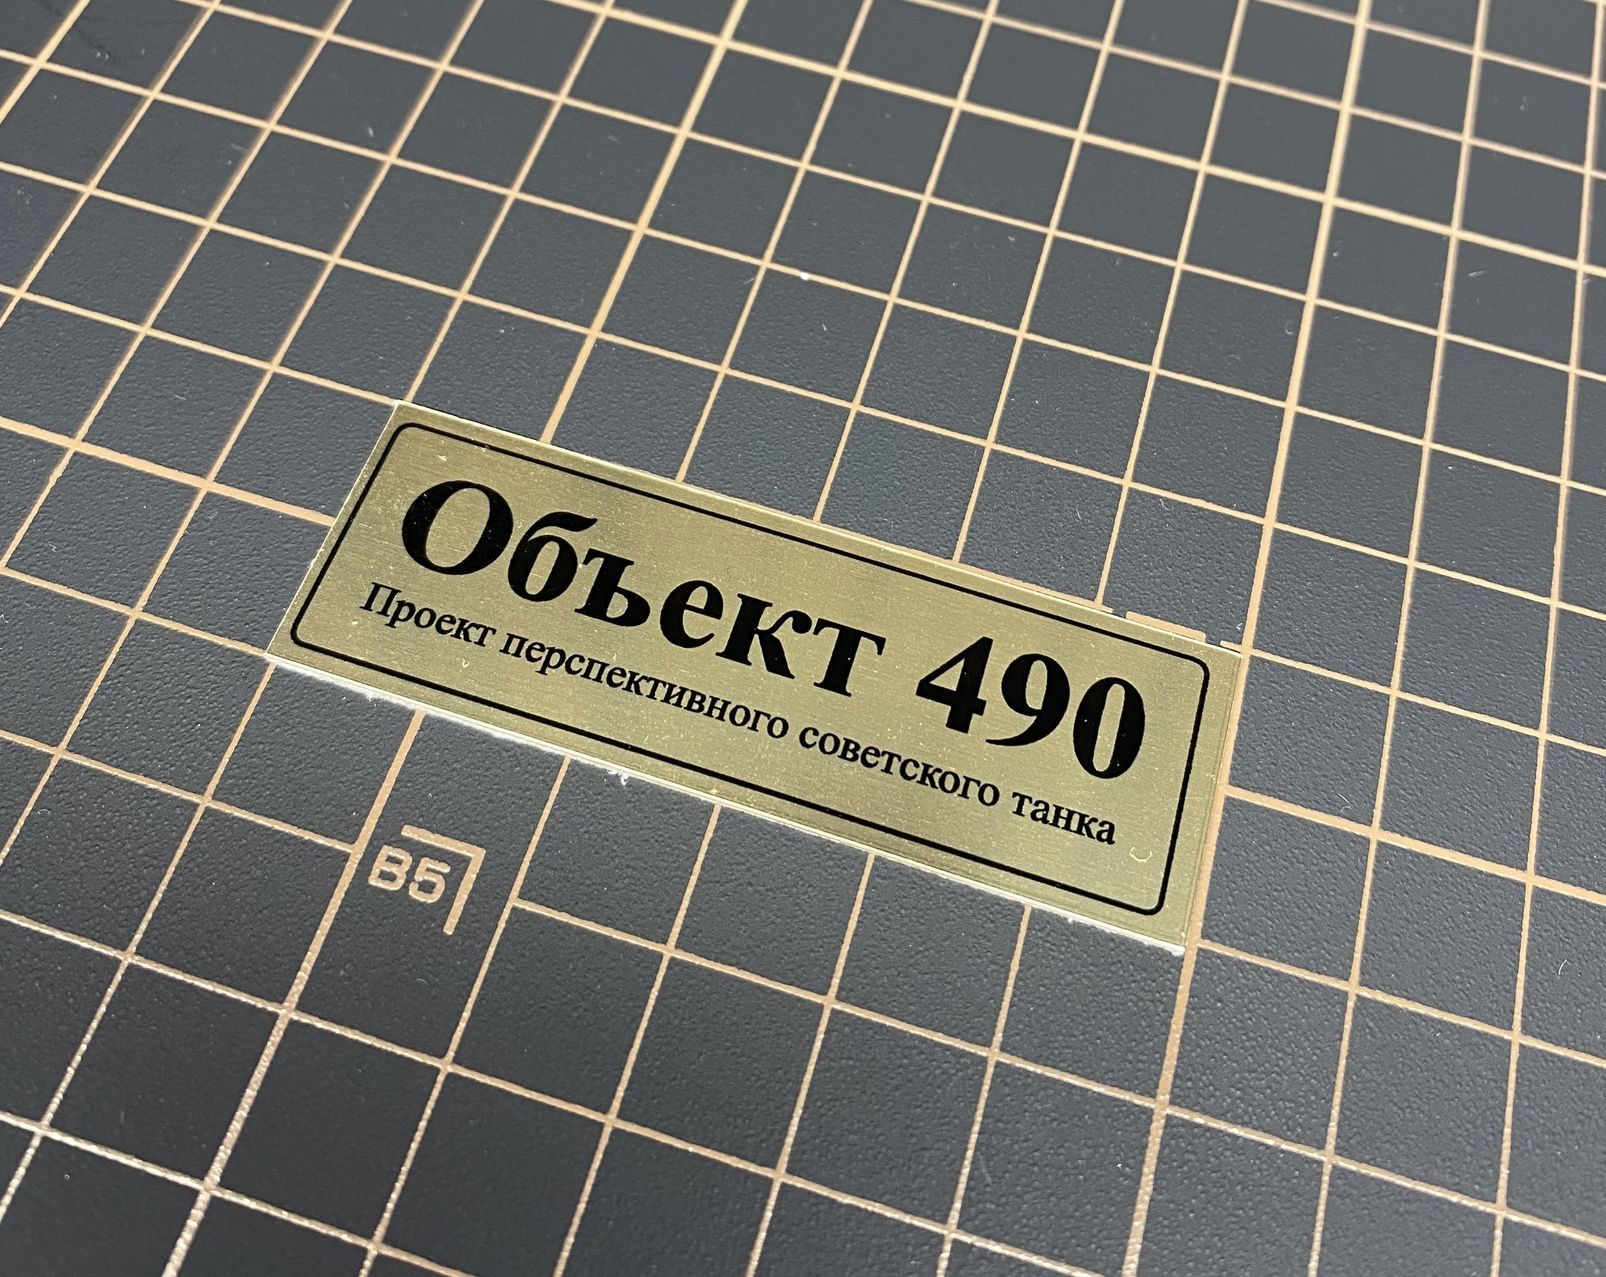 Объект 490
Проект перспективного советского танка
B5